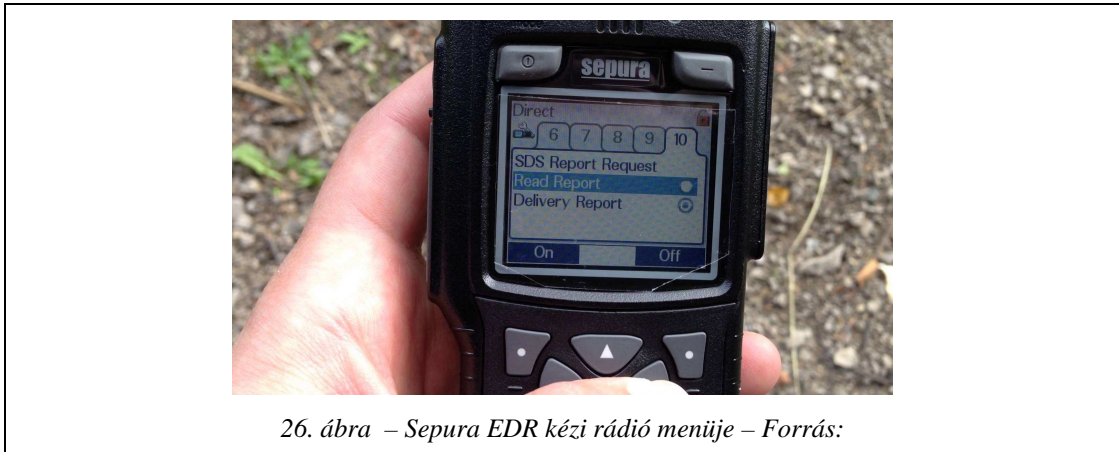 sepura
Direct
6 7 8 9 10
SDS Report Request
Read Report
Delivery Report
On Off
26. ábra – Sepura EDR kézi rádió menüje – Forrás: